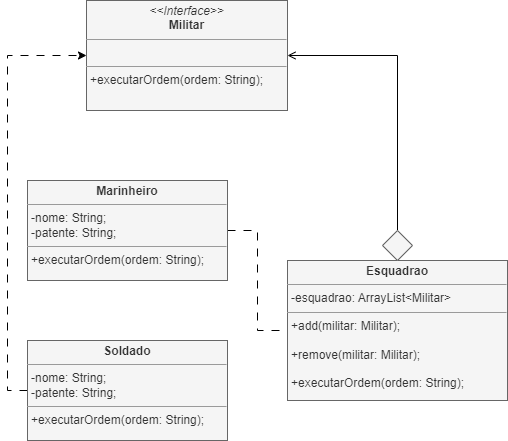 <<Interface>>
Militar
+executarOrdem(ordem: String);
Marinheiro
-nome: String;
-patente: String;
+executarOrdem(ordem: String);
Esquadrao
-esquadrao: ArrayList<Militar>
+add(militar: Militar);
+remove(militar: Militar);
+executarOrdem(ordem: String);
Soldado
-nome: String;
-patente: String;
+executarOrdem(ordem: String);